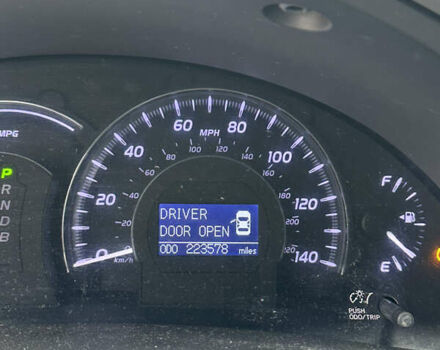 MPG
P
R
N
D
B
0
20
40
60
80
100
120
140
MPH
km/h
20
40
60
80
100
120
140
160
180
200
220
DRIVER
DOOR OPEN
ODO 223578 miles
F
E
PUSH
ODO/TRIP